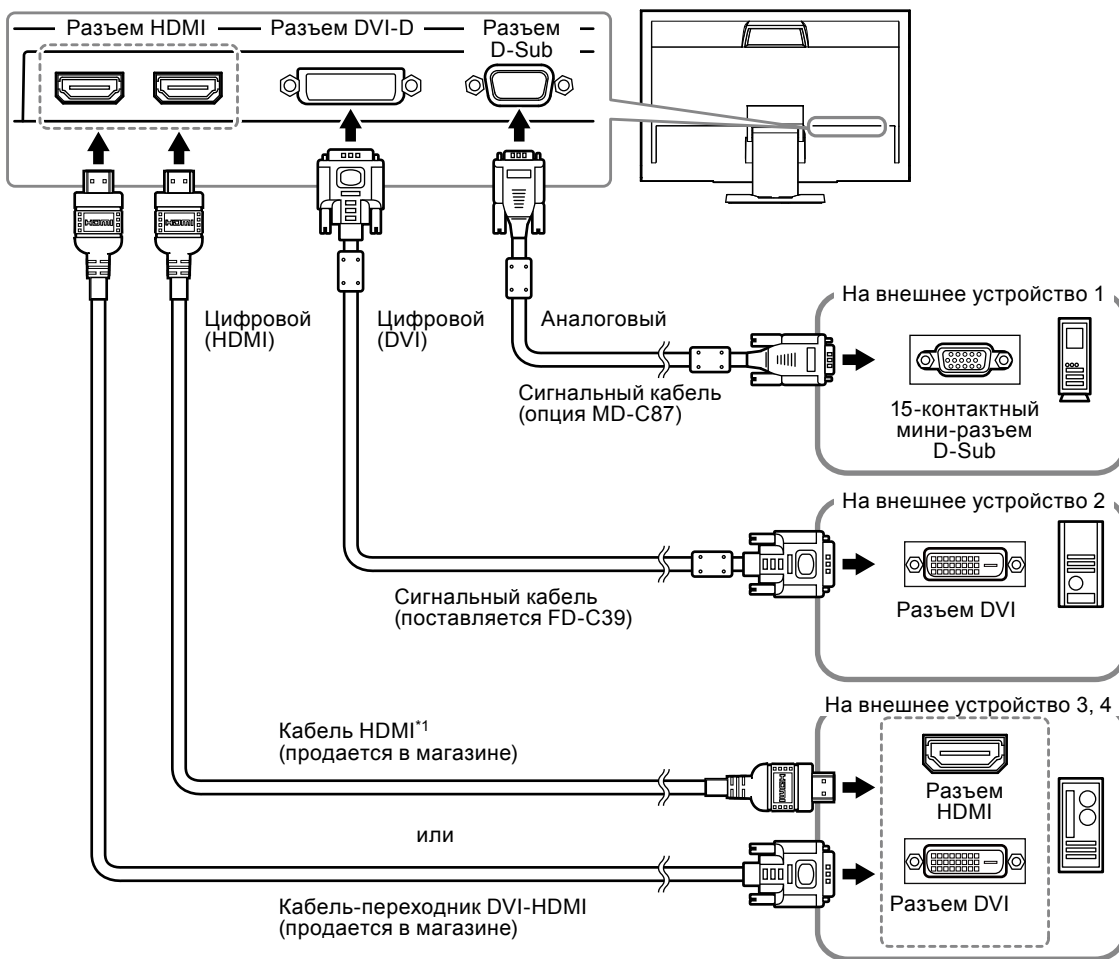 Разъем HDMI
Разъем DVI-D
Разъем
D-Sub
HDMI
HDMI
Цифровой
(HDMI)
Цифровой
(DVI)
Аналоговый
Сигнальный кабель
(опция MD-C87)
На внешнее устройство 1
15-контактный
мини-разъем
D-Sub
Сигнальный кабель
(поставляется FD-C39)
На внешнее устройство 2
Разъем DVI
Кабель HDMI*1
(продается в магазине)
HDMI
На внешнее устройство 3, 4
Разъем
HDMI
или
Кабель-переходник DVI-HDMI
(продается в магазине)
Разъем DVI